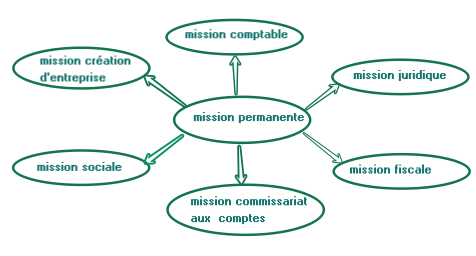 mission comptable
mission création
d'entreprise
mission juridique
mission permanente
mission sociale
mission fiscale
mission commissariat
aux comptes